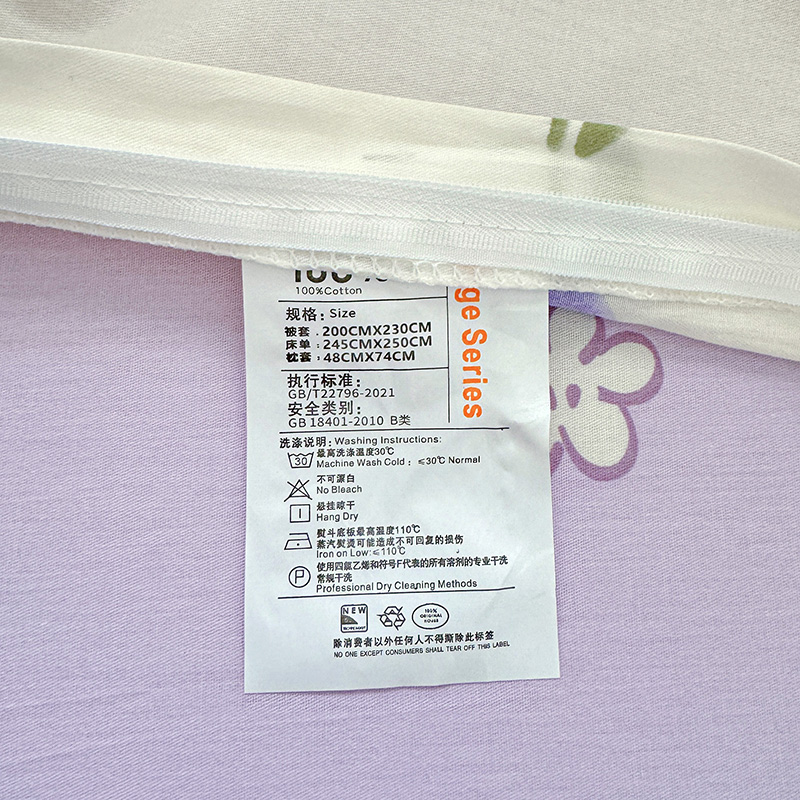 100%
100%Cotton
规格: Size
被套 . 200CMX230CM
床单 : 245CMX250CM
枕套 : 48CMX74CM
执行标准:
GB/T22796-2021
安全类别:
GB 18401-2010 B类
ge Series
洗涤说明: Washing Instructions:
30 最高洗涤温度30℃
Machine Wash Cold : ≤30℃ Normal
不可漂白
No Bleach
悬挂晾干
Hang Dry
熨斗底板最高温度110℃
蒸汽熨烫可能造成不可回复的损伤
Iron on Low:≤110℃
P 使用四氯乙烯和符号F代表的所有溶剂的专业干洗
常规干洗
Professional Dry Cleaning Methods
NEW
100%
ORIGINAL
除消费者以外任何人不得撕除此标签
NO ONE EXCEPT CONSUMERS SHALL TEAR OFF THIS LABEL